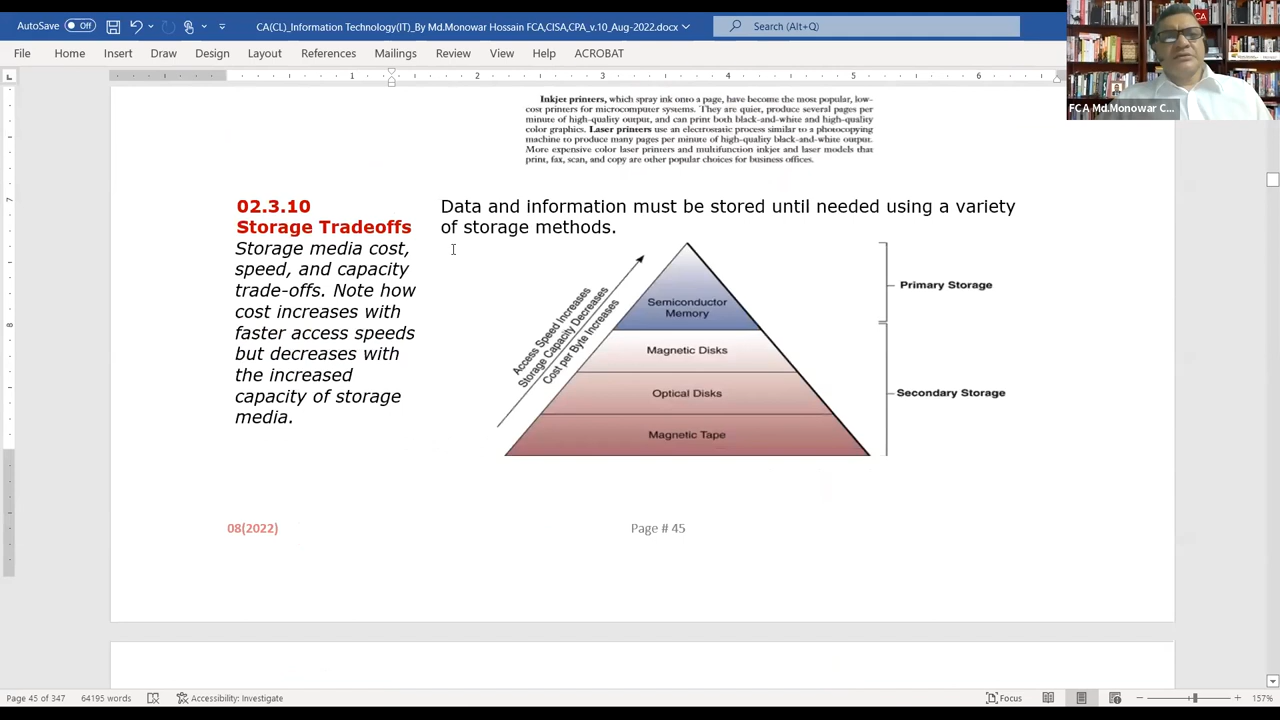 AutoSave Off
CA(CL)_Information Technology(IT)_By Md.Monowar Hossain FCA,CISA,CPA_v.10_Aug-2022.docx
Search (Alt+Q)
File Home Insert Draw Design Layout References Mailings Review View Help ACROBAT
FCA Md.Monowar C...
1 2 3 4 5 6
Inkjet printers, which spray ink onto a page, have become the most popular, low-
cost printers for microcomputer systems. They are quiet, produce several pages per
minute of high-quality output, and can print both black-and-white and high-quality
color graphics. Laser printers use an electrostatic process similar to a photocopying
machine to produce many pages per minute of high-quality black-and-white output.
More expensive color laser printers and multifunction inkjet and laser models that
print, fax, scan, and copy are other popular choices for business offices.
7
8
02.3.10
Storage Tradeoffs
Storage media cost,
speed, and capacity
trade-offs. Note how
cost increases with
faster access speeds
but decreases with
the increased
capacity of storage
media.
Data and information must be stored until needed using a variety
of storage methods.
Access Speed Increases
Storage Capacity Decreases
Cost per Byte Increases
Semiconductor
Memory
Magnetic Disks
Optical Disks
Magnetic Tape
Primary Storage
Secondary Storage
08(2022)
Page # 45
Page 45 of 347 64195 words Accessibility: Investigate Focus 157%